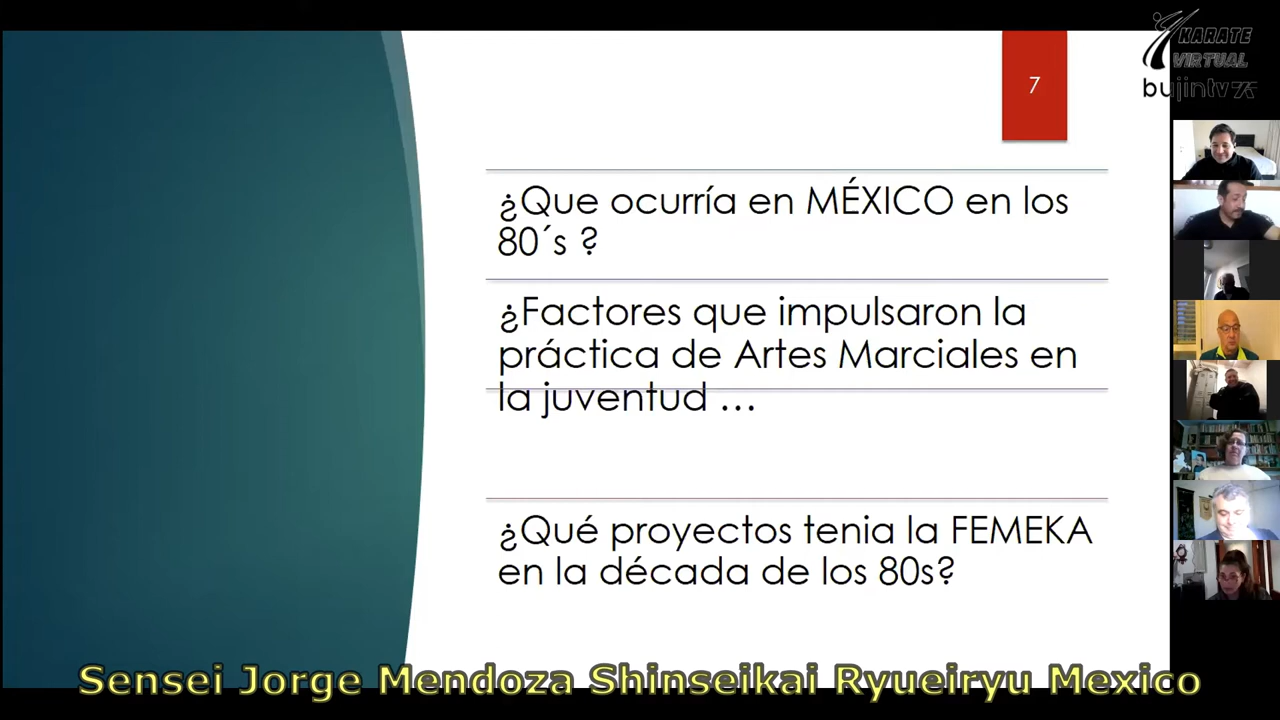 KARATE
VIRTUAL
bujintv
7
¿Que ocurría en MÉXICO en los
80´s ?
¿Factores que impulsaron la
práctica de Artes Marciales en
la juventud ...
¿Qué proyectos tenia la FEMEKA
en la década de los 80s?
Sensei Jorge Mendoza Shinseikai Ryueiryu Mexico